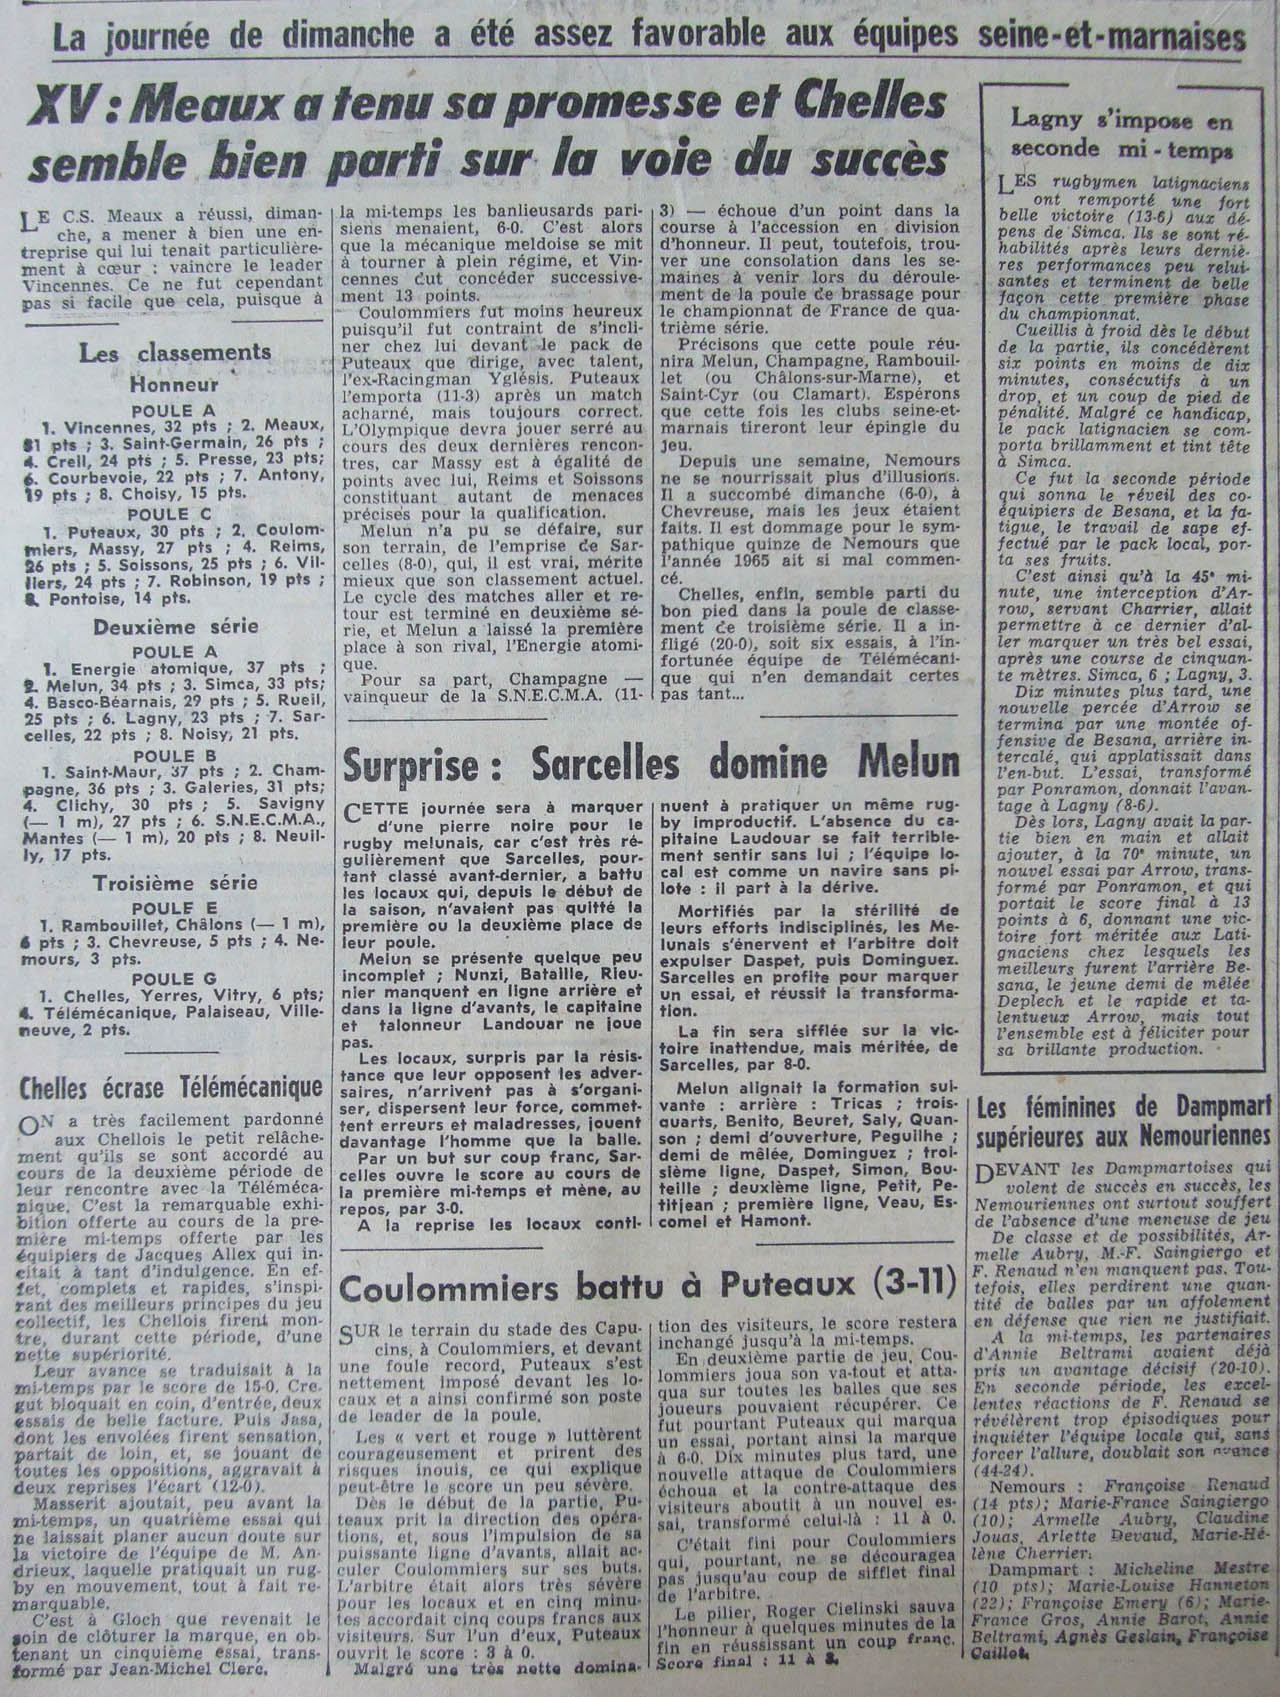 La journée de dimanche a été assez favorable aux équipes seine-et-marnaises
XV : Meaux a tenu sa promesse et Chelles
semble bien parti sur la voie du succès
LE C.S. Meaux a réussi, diman-
che, a mener à bien une en-
treprise qui lui tenait particulière-
ment à cœur : vaincre le leader
Vincennes. Ce ne fut cependant
pas si facile que cela, puisque à
la mi-temps les banlieusards pari-
siens menaient, 6-0. C'est alors
que la mécanique meldoise se mit
à tourner à plein régime, et Vin-
cennes dut concéder successive-
ment 13 points.
Coulommiers fut moins heureux
puisqu'il fut contraint de s'incli-
ner chez lui devant le pack de
Puteaux que dirige, avec talent,
l'ex-Racingman Yglésis. Puteaux
l'emporta (11-3) après un match
acharné, mais toujours correct.
L'Olympique devra jouer serré au
cours des deux dernières rencon-
tres, car Massy est à égalité de
points avec lui, Reims et Soissons
constituant autant de menaces
précises pour la qualification.
Melun n'a pu se défaire, sur
son terrain, de l'emprise de Sar-
celles (8-0), qui, il est vrai, mérite
mieux que son classement actuel.
Le cycle des matches aller et re-
tour est terminé en deuxième sé-
rie, et Melun a laissé la première
place à son rival, l'Energie atomi-
que.
Pour sa part, Champagne —
vainqueur de la S.N.E.C.M.A. (11-
3) — échoue d'un point dans la
course à l'accession en division
d'honneur. Il peut, toutefois, trou-
ver une consolation dans les se-
maines à venir lors du déroule-
ment de la poule de brassage pour
le championnat de France de qua-
trième série.
Précisons que cette poule réu-
nira Melun, Champagne, Rambouil-
let (ou Châlons-sur-Marne), et
Saint-Cyr (ou Clamart). Espérons
que cette fois les clubs seine-et-
marnais tireront leur épingle du
jeu.
Depuis une semaine, Nemours
ne se nourrissait plus d'illusions.
Il a succombé dimanche (6-0), à
Chevreuse, mais les jeux étaient
faits. Il est dommage pour le sym-
pathique quinze de Nemours que
l'année 1965 ait si mal commen-
cé.
Chelles, enfin, semble parti du
bon pied dans la poule de classe-
ment de troisième série. Il a in-
fligé (20-0), soit six essais, à l'in-
fortunée équipe de Télémécani-
que qui n'en demandait certes
pas tant...
Les classements
Honneur
POULE A
1. Vincennes, 32 pts ; 2. Meaux,
31 pts ; 3. Saint-Germain, 26 pts ;
4. Creil, 24 pts ; 5. Presse, 23 pts;
6. Courbevoie, 22 pts ; 7. Antony,
19 pts ; 8. Choisy, 15 pts.
POULE C
1. Puteaux, 30 pts ; 2. Coulom-
miers, Massy, 27 pts ; 4. Reims,
26 pts ; 5. Soissons, 25 pts ; 6. Vil-
liers, 24 pts ; 7. Robinson, 19 pts ;
8. Pontoise, 14 pts.
Deuxième série
POULE A
1. Energie atomique, 37 pts ;
2. Melun, 34 pts ; 3. Simca, 33 pts;
4. Basco-Béarnais, 29 pts ; 5. Rueil,
25 pts ; 6. Lagny, 23 pts ; 7. Sar-
celles, 22 pts ; 8. Noisy, 21 pts.
POULE B
1. Saint-Maur, 37 pts ; 2. Cham-
pagne, 36 pts ; 3. Galeries, 31 pts;
4. Clichy, 30 pts ; 5. Savigny
(— 1 m), 27 pts ; 6. S.N.E.C.M.A.,
Mantes (— 1 m), 20 pts ; 8. Neuil-
ly, 17 pts.
Troisième série
POULE E
1. Rambouillet, Châlons (— 1 m),
6 pts ; 3. Chevreuse, 5 pts ; 4. Ne-
mours, 3 pts.
POULE G
1. Chelles, Yerres, Vitry, 6 pts;
4. Télémécanique, Palaiseau, Ville-
neuve, 2 pts.
Chelles écrase Télémécanique
ON a très facilement pardonné
aux Chellois le petit relâche-
ment qu'ils se sont accordé au
cours de la deuxième période de
leur rencontre avec la Téléméca-
nique. C'est la remarquable exhi-
bition offerte au cours de la pre-
mière mi-temps offerte par les
équipiers de Jacques Allex qui in-
citait à tant d'indulgence. En ef-
fet, complets et rapides, s'inspi-
rant des meilleurs principes du jeu
collectif, les Chellois firent mon-
tre, durant cette période, d'une
nette supériorité.
Leur avance se traduisait à la
mi-temps par le score de 15-0. Cre-
gut bloquait en coin, d'entrée, deux
essais de belle facture. Puis Jasa,
dont les envolées firent sensation,
partait de loin, et, se jouant de
toutes les oppositions, aggravait à
deux reprises l'écart (12-0).
Masserit ajoutait, peu avant la
mi-temps, un quatrième essai qui
ne laissait planer aucun doute sur
la victoire de l'équipe de M. An-
drieux, laquelle pratiquait un rug-
by en mouvement, tout à fait re-
marquable.
C'est à Gloch que revenait le
soin de clôturer la marque, en ob-
tenant un cinquième essai, trans-
formé par Jean-Michel Clerc.
Surprise : Sarcelles domine Melun
CETTE journée sera à marquer
d'une pierre noire pour le
rugby melunais, car c'est très ré-
gulièrement que Sarcelles, pour-
tant classé avant-dernier, a battu
les locaux qui, depuis le début de
la saison, n'avaient pas quitté la
première ou la deuxième place de
leur poule.
Melun se présente quelque peu
incomplet ; Nunzi, Bataille, Rieu-
nier manquent en ligne arrière et
dans la ligne d'avants, le capitaine
et talonneur Landouar ne joue
pas.
Les locaux, surpris par la résis-
tance que leur opposent les adver-
saires, n'arrivent pas à s'organi-
ser, dispersent leur force, commet-
tent erreurs et maladresses, jouent
davantage l'homme que la balle.
Par un but sur coup franc, Sar-
celles ouvre le score au cours de
la première mi-temps et mène, au
repos, par 3-0.
A la reprise les locaux conti-
nuent à pratiquer un même rug-
by improductif. L'absence du ca-
pitaine Laudouar se fait terrible-
ment sentir sans lui ; l'équipe lo-
cal est comme un navire sans pi-
lote : il part à la dérive.
Mortifiés par la stérilité de
leurs efforts indisciplinés, les Me-
lunais s'énervent et l'arbitre doit
expulser Daspet, puis Dominguez.
Sarcelles en profite pour marquer
un essai, et réussit la transforma-
tion.
La fin sera sifflée sur la vic-
toire inattendue, mais méritée, de
Sarcelles, par 8-0.
Melun alignait la formation sui-
vante : arrière : Tricas ; trois-
quarts, Benito, Beuret, Saly, Quan-
son ; demi d'ouverture, Peguilhe ;
demi de mêlée, Dominguez ; troi-
sième ligne, Daspet, Simon, Bou-
teille ; deuxième ligne, Petit, Pe-
titjean ; première ligne, Veau, Es-
comel et Hamont.
Coulommiers battu à Puteaux (3-11)
SUR le terrain du stade des Capu-
cins, à Coulommiers, et devant
une foule record, Puteaux s'est
nettement imposé devant les lo-
caux et a ainsi confirmé son poste
de leader de la poule.
Les « vert et rouge » luttèrent
courageusement et prirent des
risques inouïs, ce qui explique
peut-être le score un peu sévère.
Dès le début de la partie, Pu-
teaux prit la direction des opéra-
tions, et, sous l'impulsion de sa
puissante ligne d'avants, allait ac-
culer Coulommiers sur ses buts.
L'arbitre était alors très sévère
pour les locaux et en cinq minu-
tes accordait cinq coups francs aux
visiteurs. Sur l'un d'eux, Puteaux
ouvrit le score : 3 à 0.
Malgré une très nette domina-
tion des visiteurs, le score restera
inchangé jusqu'à la mi-temps.
En deuxième partie de jeu, Cou-
lommiers joua son va-tout et atta-
qua sur toutes les balles que ses
joueurs pouvaient récupérer. Ce
fut pourtant Puteaux qui marqua
un essai, portant ainsi la marque
à 6-0. Dix minutes plus tard, une
nouvelle attaque de Coulommiers
échoua et la contre-attaque des
visiteurs aboutit à un nouvel es-
sai, transformé celui-là : 11 à 0.
C'était fini pour Coulommiers
qui, pourtant, ne se découragea
pas jusqu'au coup de sifflet final
de l'arbitre.
Le pilier, Roger Cielinski sauva
l'honneur à quelques minutes de la
fin en réussissant un coup franc.
Score final : 11 à 3.
Lagny s'impose en
seconde mi-temps
LES rugbymen latignaciens
ont remporté une fort
belle victoire (13-6) aux dé-
pens de Simca. Ils se sont ré-
habilités après leurs derniè-
res performances peu relui-
santes et terminent de belle
façon cette première phase
du championnat.
Cueillis à froid dès le début
de la partie, ils concédèrent
six points en moins de dix
minutes, consécutifs à un
drop, et un coup de pied de
pénalité. Malgré ce handicap,
le pack latignacien se com-
porta brillamment et tint tête
à Simca.
Ce fut la seconde période
qui sonna le réveil des co-
équipiers de Besana, et la fa-
tigue, le travail de sape ef-
fectué par le pack local, por-
ta ses fruits.
C'est ainsi qu'à la 45e mi-
nute, une interception d'Ar-
row, servant Charrier, allait
permettre à ce dernier d'al-
ler marquer un très bel essai,
après une course de cinquan-
te mètres. Simca, 6 ; Lagny, 3.
Dix minutes plus tard, une
nouvelle percée d'Arrow se
termina par une montée of-
fensive de Besana, arrière in-
tercalé, qui applatissait dans
l'en-but. L'essai, transformé
par Ponramon, donnait l'avan-
tage à Lagny (8-6).
Dès lors, Lagny avait la par-
tie bien en main et allait
ajouter, à la 70e minute, un
nouvel essai par Arrow, trans-
formé par Ponramon, et qui
portait le score final à 13
points à 6, donnant une vic-
toire fort méritée aux Lati-
gnaciens chez lesquels les
meilleurs furent l'arrière Be-
sana, le jeune demi de mêlée
Deplech et le rapide et ta-
lentueux Arrow, mais tout
l'ensemble est à féliciter pour
sa brillante production.
Les féminines de Dampmart
supérieures aux Nemouriennes
DEVANT les Dampmartoises qui
volent de succès en succès, les
Nemouriennes ont surtout souffert
de l'absence d'une meneuse de jeu
De classe et de possibilités, Ar-
melle Aubry, M.-F. Saingiergo et
F. Renaud n'en manquent pas. Tou-
tefois, elles perdirent une quan-
tité de balles par un affolement
en défense que rien ne justifiait.
A la mi-temps, les partenaires
d'Annie Beltrami avaient déjà
pris un avantage décisif (20-10).
En seconde période, les excel-
lentes réactions de F. Renaud se
révélèrent trop épisodiques pour
inquiéter l'équipe locale qui, sans
forcer l'allure, doublait son avance
(44-24).
Nemours : Françoise Renaud
(14 pts); Marie-France Saingiergo
(10); Armelle Aubry, Claudine
Jouas, Arlette Devaud, Marie-Hé-
lène Cherrier.
Dampmart : Micheline Mestre
(10 pts); Marie-Louise Hanneton
(22); Françoise Emery (6); Marie-
France Gros, Annie Barot, Annie
Beltrami, Agnès Geslain, Françoise
Caillot.